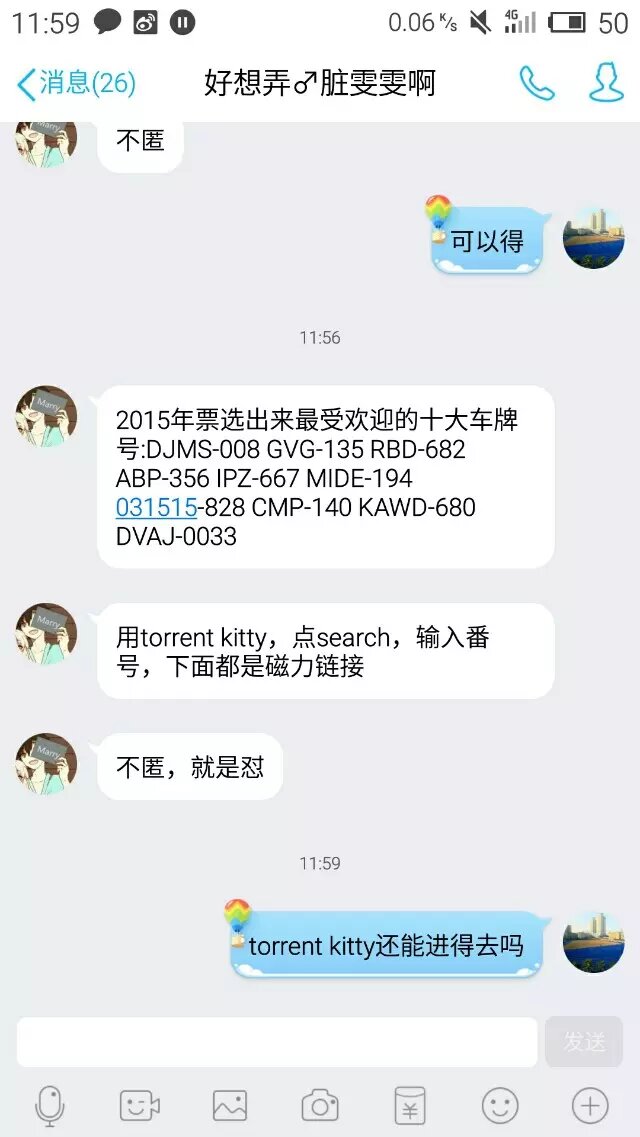 11:59 0.06 K/s 4G 50
消息(26) 好想弄♂脏雯雯啊
Marry
不匿
可以得
11:56
Marry
2015年票选出来最受欢迎的十大车牌
号:DJMS-008 GVG-135 RBD-682
ABP-356 IPZ-667 MIDE-194
031515-828 CMP-140 KAWD-680
DVAJ-0033
Marry
用torrent kitty，点search，输入番
号，下面都是磁力链接
Marry
不匿，就是怼
11:59
torrent kitty还能进得去吗
发送
¥